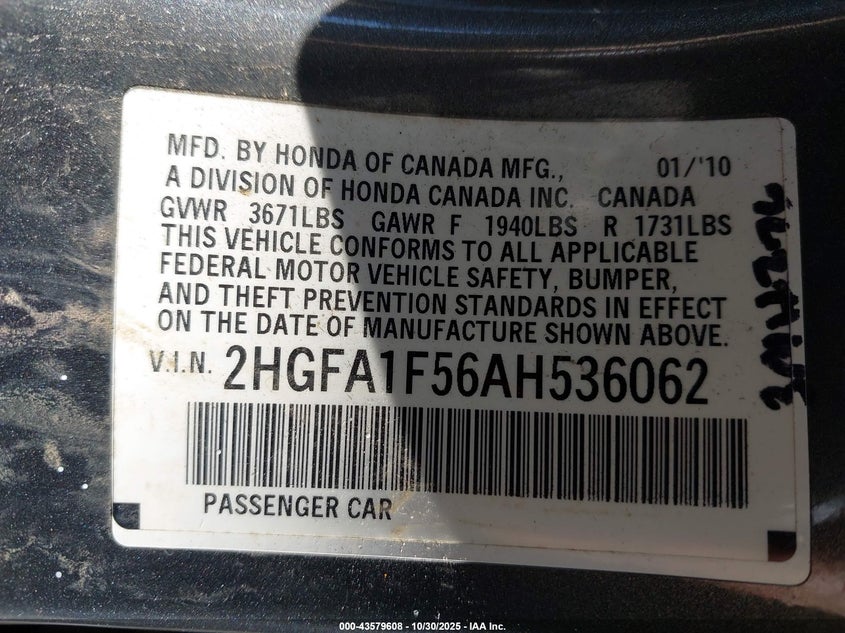 MFD. BY HONDA OF CANADA MFG., 01/'10
A DIVISION OF HONDA CANADA INC. CANADA
GVWR 3671LBS GAWR F 1940LBS R 1731LBS
THIS VEHICLE CONFORMS TO ALL APPLICABLE
FEDERAL MOTOR VEHICLE SAFETY, BUMPER,
AND THEFT PREVENTION STANDARDS IN EFFECT
ON THE DATE OF MANUFACTURE SHOWN ABOVE.
V.I.N. 2HGFA1F56AH536062
PASSENGER CAR
000-43579608 - 10/30/2025 - IAA Inc.